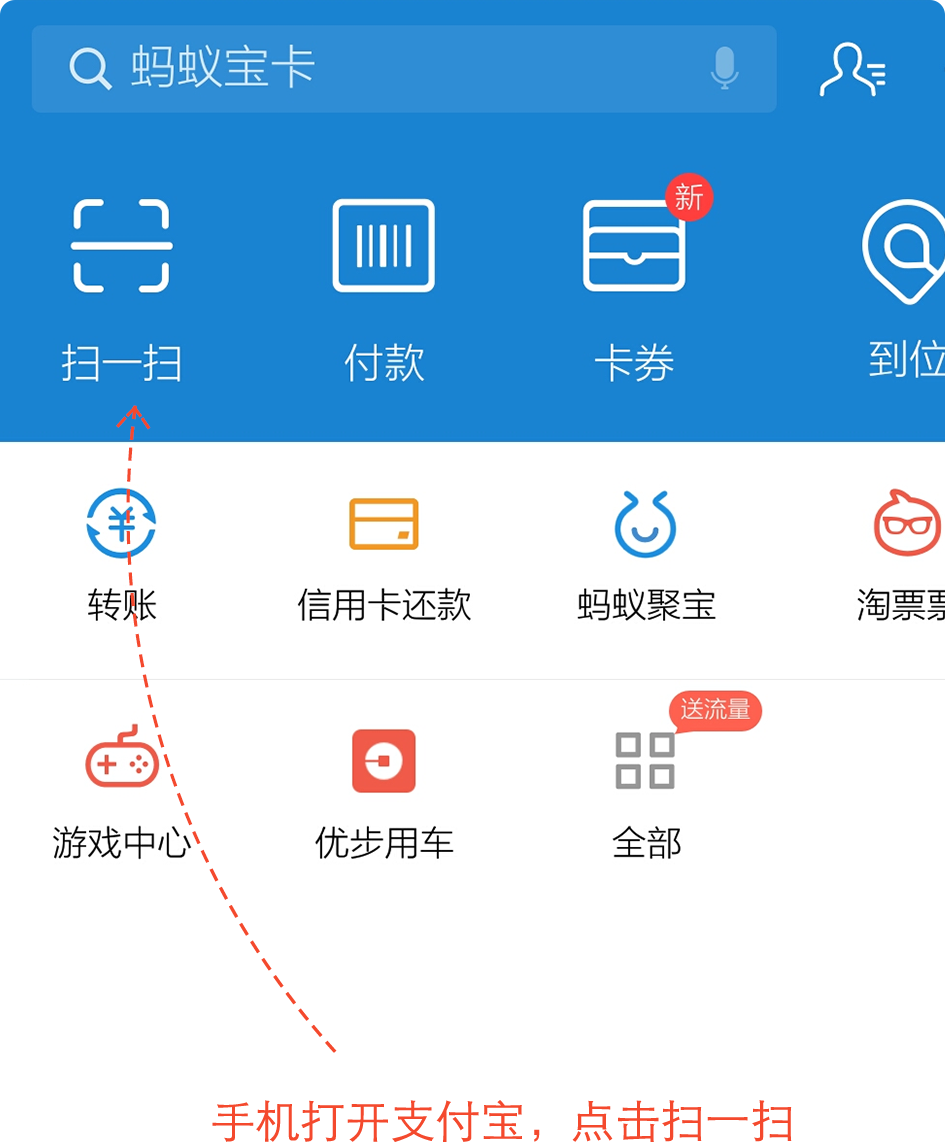 蚂蚁宝卡
新
扫一扫
付款
卡券
到位
转账
信用卡还款
蚂蚁聚宝
淘票票
送流量
游戏中心
优步用车
全部
手机打开支付宝，点击扫一扫